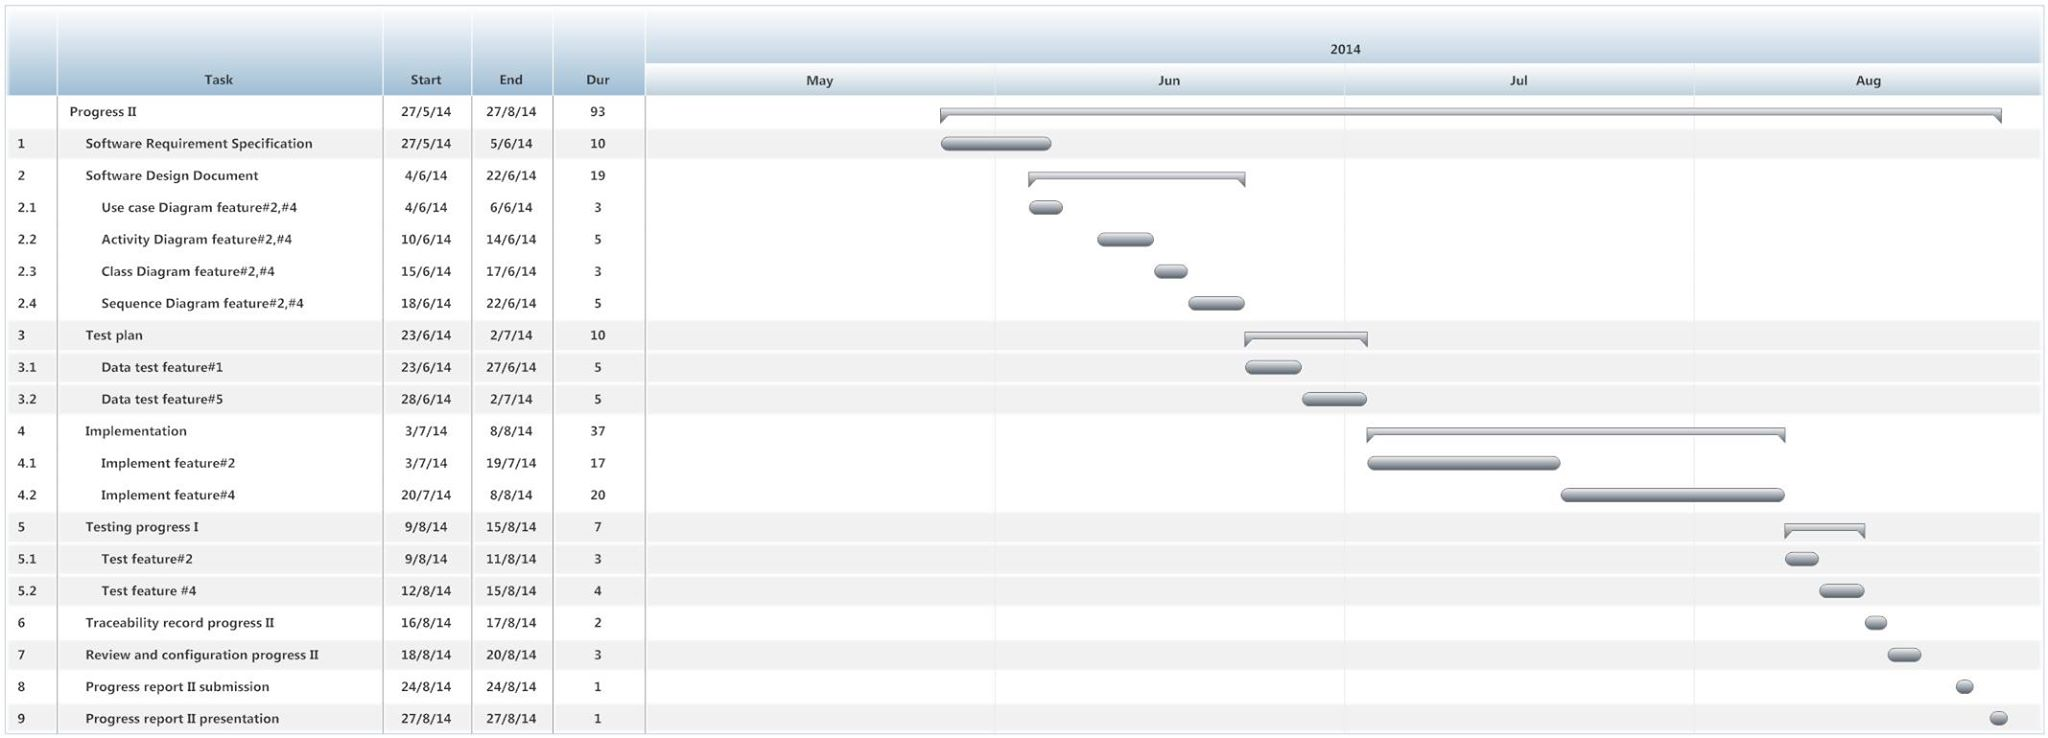 2014
Task Start End Dur May Jun Jul Aug
Progress II 27/5/14 27/8/14 93
1 Software Requirement Specification 27/5/14 5/6/14 10
2 Software Design Document 4/6/14 22/6/14 19
2.1 Use case Diagram feature#2,#4 4/6/14 6/6/14 3
2.2 Activity Diagram feature#2,#4 10/6/14 14/6/14 5
2.3 Class Diagram feature#2,#4 15/6/14 17/6/14 3
2.4 Sequence Diagram feature#2,#4 18/6/14 22/6/14 5
3 Test plan 23/6/14 2/7/14 10
3.1 Data test feature#1 23/6/14 27/6/14 5
3.2 Data test feature#5 28/6/14 2/7/14 5
4 Implementation 3/7/14 8/8/14 37
4.1 Implement feature#2 3/7/14 19/7/14 17
4.2 Implement feature#4 20/7/14 8/8/14 20
5 Testing progress I 9/8/14 15/8/14 7
5.1 Test feature#2 9/8/14 11/8/14 3
5.2 Test feature #4 12/8/14 15/8/14 4
6 Traceability record progress II 16/8/14 17/8/14 2
7 Review and configuration progress II 18/8/14 20/8/14 3
8 Progress report II submission 24/8/14 24/8/14 1
9 Progress report II presentation 27/8/14 27/8/14 1